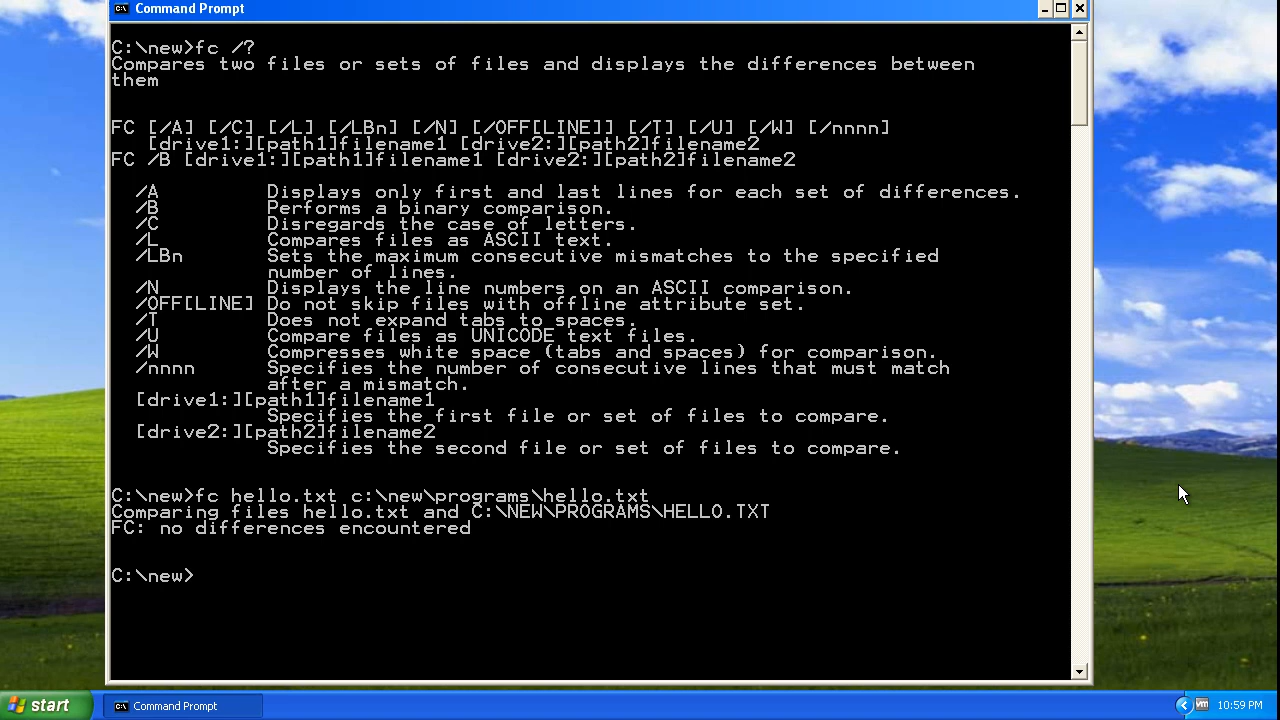 Command Prompt
C:\new>fc /?
Compares two files or sets of files and displays the differences between
them
FC [/A] [/C] [/L] [/LBn] [/N] [/OFF[LINE]] [/T] [/U] [/W] [/nnnn]
   [drive1:][path1]filename1 [drive2:][path2]filename2
FC /B [drive1:][path1]filename1 [drive2:][path2]filename2
  /A         Displays only first and last lines for each set of differences.
  /B         Performs a binary comparison.
  /C         Disregards the case of letters.
  /L         Compares files as ASCII text.
  /LBn       Sets the maximum consecutive mismatches to the specified
             number of lines.
  /N         Displays the line numbers on an ASCII comparison.
  /OFF[LINE] Do not skip files with offline attribute set.
  /T         Does not expand tabs to spaces.
  /U         Compare files as UNICODE text files.
  /W         Compresses white space (tabs and spaces) for comparison.
  /nnnn      Specifies the number of consecutive lines that must match
             after a mismatch.
  [drive1:][path1]filename1
             Specifies the first file or set of files to compare.
  [drive2:][path2]filename2
             Specifies the second file or set of files to compare.
C:\new>fc hello.txt c:\new\programs\hello.txt
Comparing files hello.txt and C:\NEW\PROGRAMS\HELLO.TXT
FC: no differences encountered
C:\new>
start
Command Prompt
vm
10:59 PM